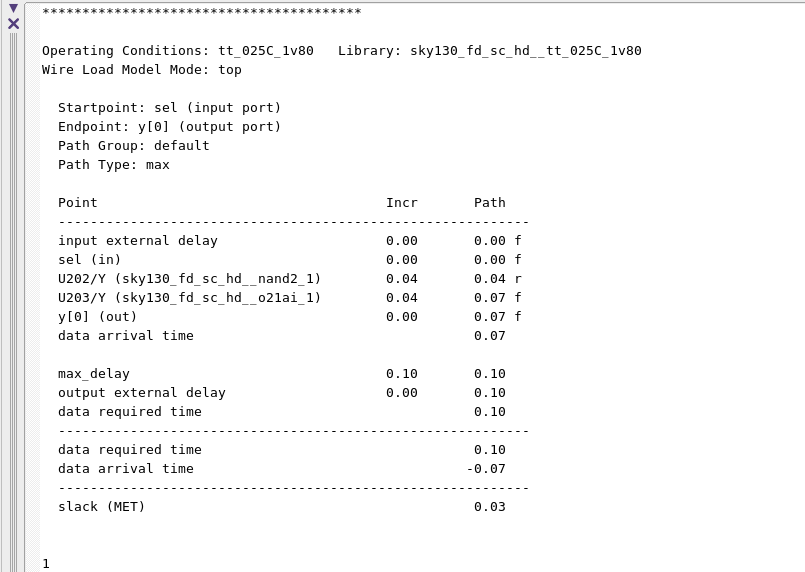 ****************************************
Operating Conditions: tt_025C_1v80   Library: sky130_fd_sc_hd__tt_025C_1v80
Wire Load Model Mode: top
  Startpoint: sel (input port)
  Endpoint: y[0] (output port)
  Path Group: default
  Path Type: max
  Point                                    Incr       Path
  -----------------------------------------------------------
  input external delay                     0.00       0.00 f
  sel (in)                                 0.00       0.00 f
  U202/Y (sky130_fd_sc_hd__nand2_1)        0.04       0.04 r
  U203/Y (sky130_fd_sc_hd__o21ai_1)        0.04       0.07 f
  y[0] (out)                               0.00       0.07 f
  data arrival time                                   0.07
  max_delay                                0.10       0.10
  output external delay                    0.00       0.10
  data required time                                  0.10
  -----------------------------------------------------------
  data required time                                  0.10
  data arrival time                                  -0.07
  -----------------------------------------------------------
  slack (MET)                                         0.03
1